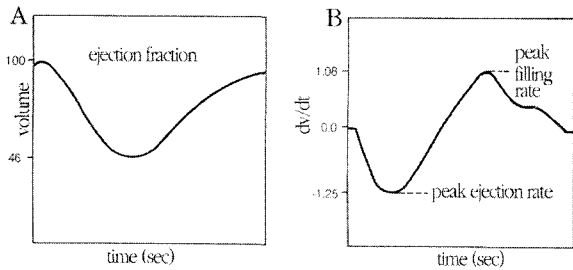 A
ejection fraction
100
volume
46
time (sec)
B
peak
filling
rate
1.98
dv/dt
0.0
-1.25
peak ejection rate
time (sec)